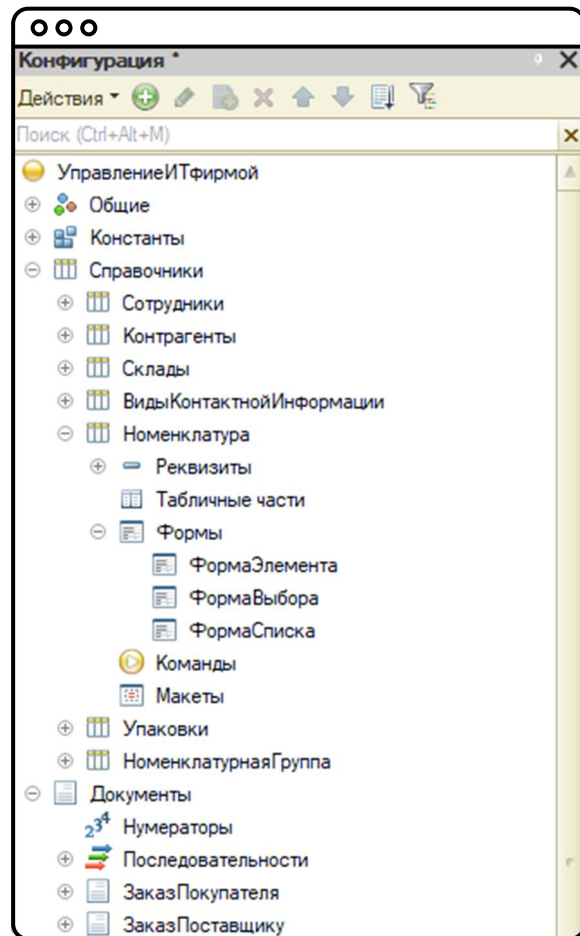 Конфигурация *
Действия
Поиск (Ctrl+Alt+M)
УправлениеИТфирмой
Общие
Константы
Справочники
Сотрудники
Контрагенты
Склады
ВидыКонтактнойИнформации
Номенклатура
Реквизиты
Табличные части
Формы
ФормаЭлемента
ФормаВыбора
ФормаСписка
Команды
Макеты
Упаковки
НоменклатурнаяГруппа
Документы
Нумераторы
Последовательности
ЗаказПокупателя
ЗаказПоставщику